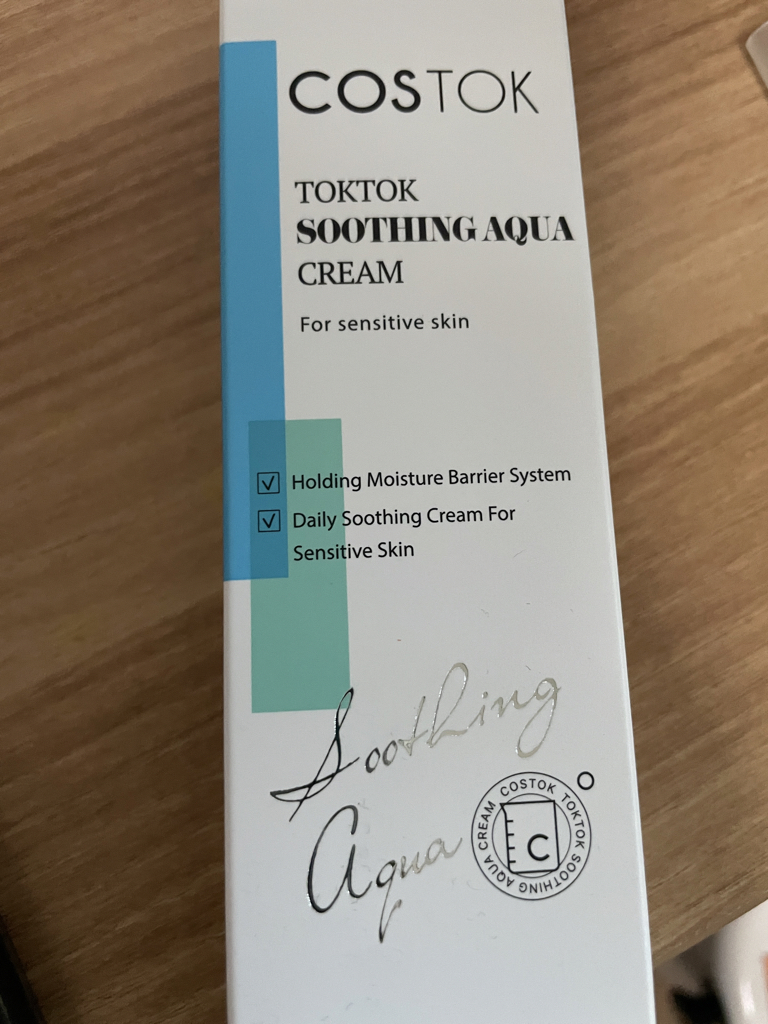 COSTOK
TOKTOK
SOOTHING AQUA
CREAM
For sensitive skin
Holding Moisture Barrier System
Daily Soothing Cream For
Sensitive Skin
Soothing
Aqua
COSTOK TOKTOK SOOTHING AQUA CREAM
C